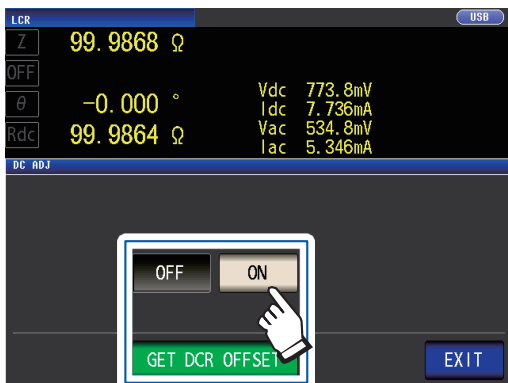 LCR USB
Z 99.9868 Ω
OFF
θ -0.000 ° Vdc 773.8mV
Idc 7.736mA
Rdc 99.9864 Ω Vac 534.8mV
Iac 5.346mA
DC ADJ
OFF ON
GET DCR OFFSET EXIT